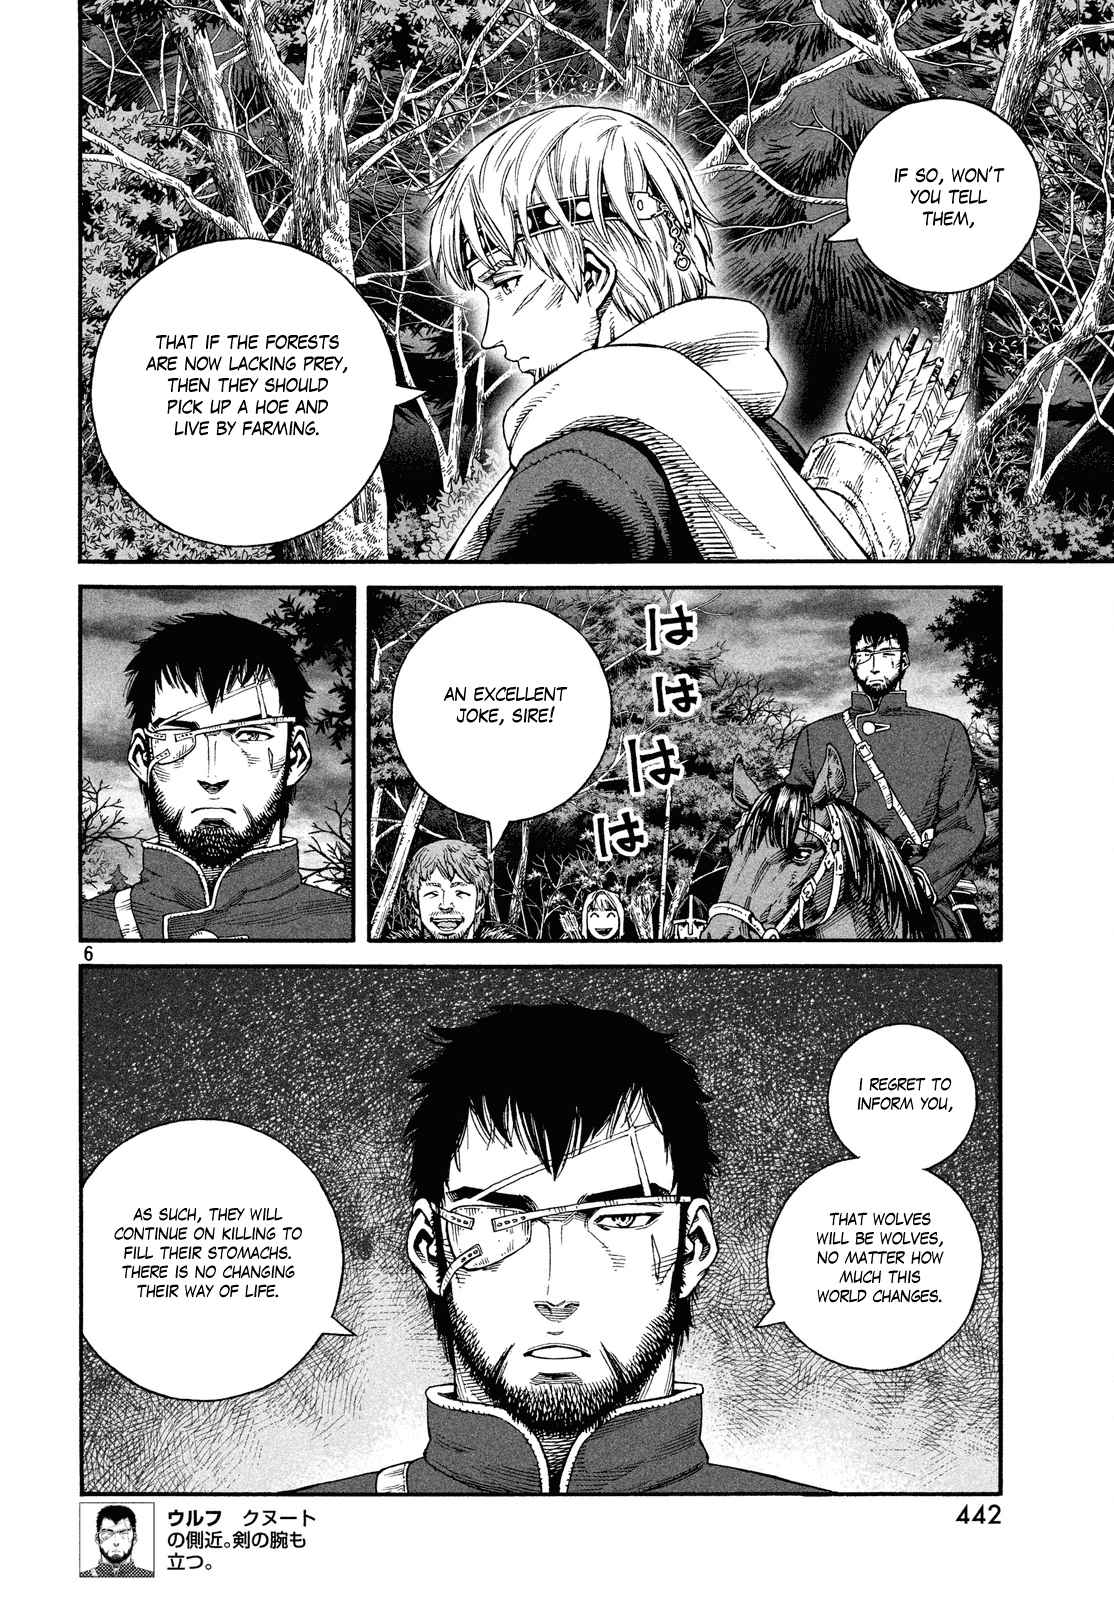 IF SO, WON'T
YOU TELL
THEM,
THAT IF THE FORESTS
ARE NOW LACKING PREY,
THEN THEY SHOULD
PICK UP A HOE AND
LIVE BY FARMING.
は
は
は
は
は
は
AN EXCELLENT
JOKE, SIRE!
6
I REGRET TO
INFORM YOU,
THAT WOLVES
WILL BE WOLVES,
NO MATTER HOW
MUCH THIS
WORLD CHANGES.
AS SUCH, THEY WILL
CONTINUE ON KILLING TO
FILL THEIR STOMACHS.
THERE IS NO CHANGING
THEIR WAY OF LIFE.
ウルフ　クヌート
の側近。剣の腕も
立つ。
442